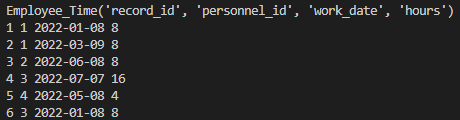 Employee_Time('record_id', 'personnel_id', 'work_date', 'hours')
1 1 2022-01-08 8
2 1 2022-03-09 8
3 2 2022-06-08 8
4 3 2022-07-07 16
5 4 2022-05-08 4
6 3 2022-01-08 8